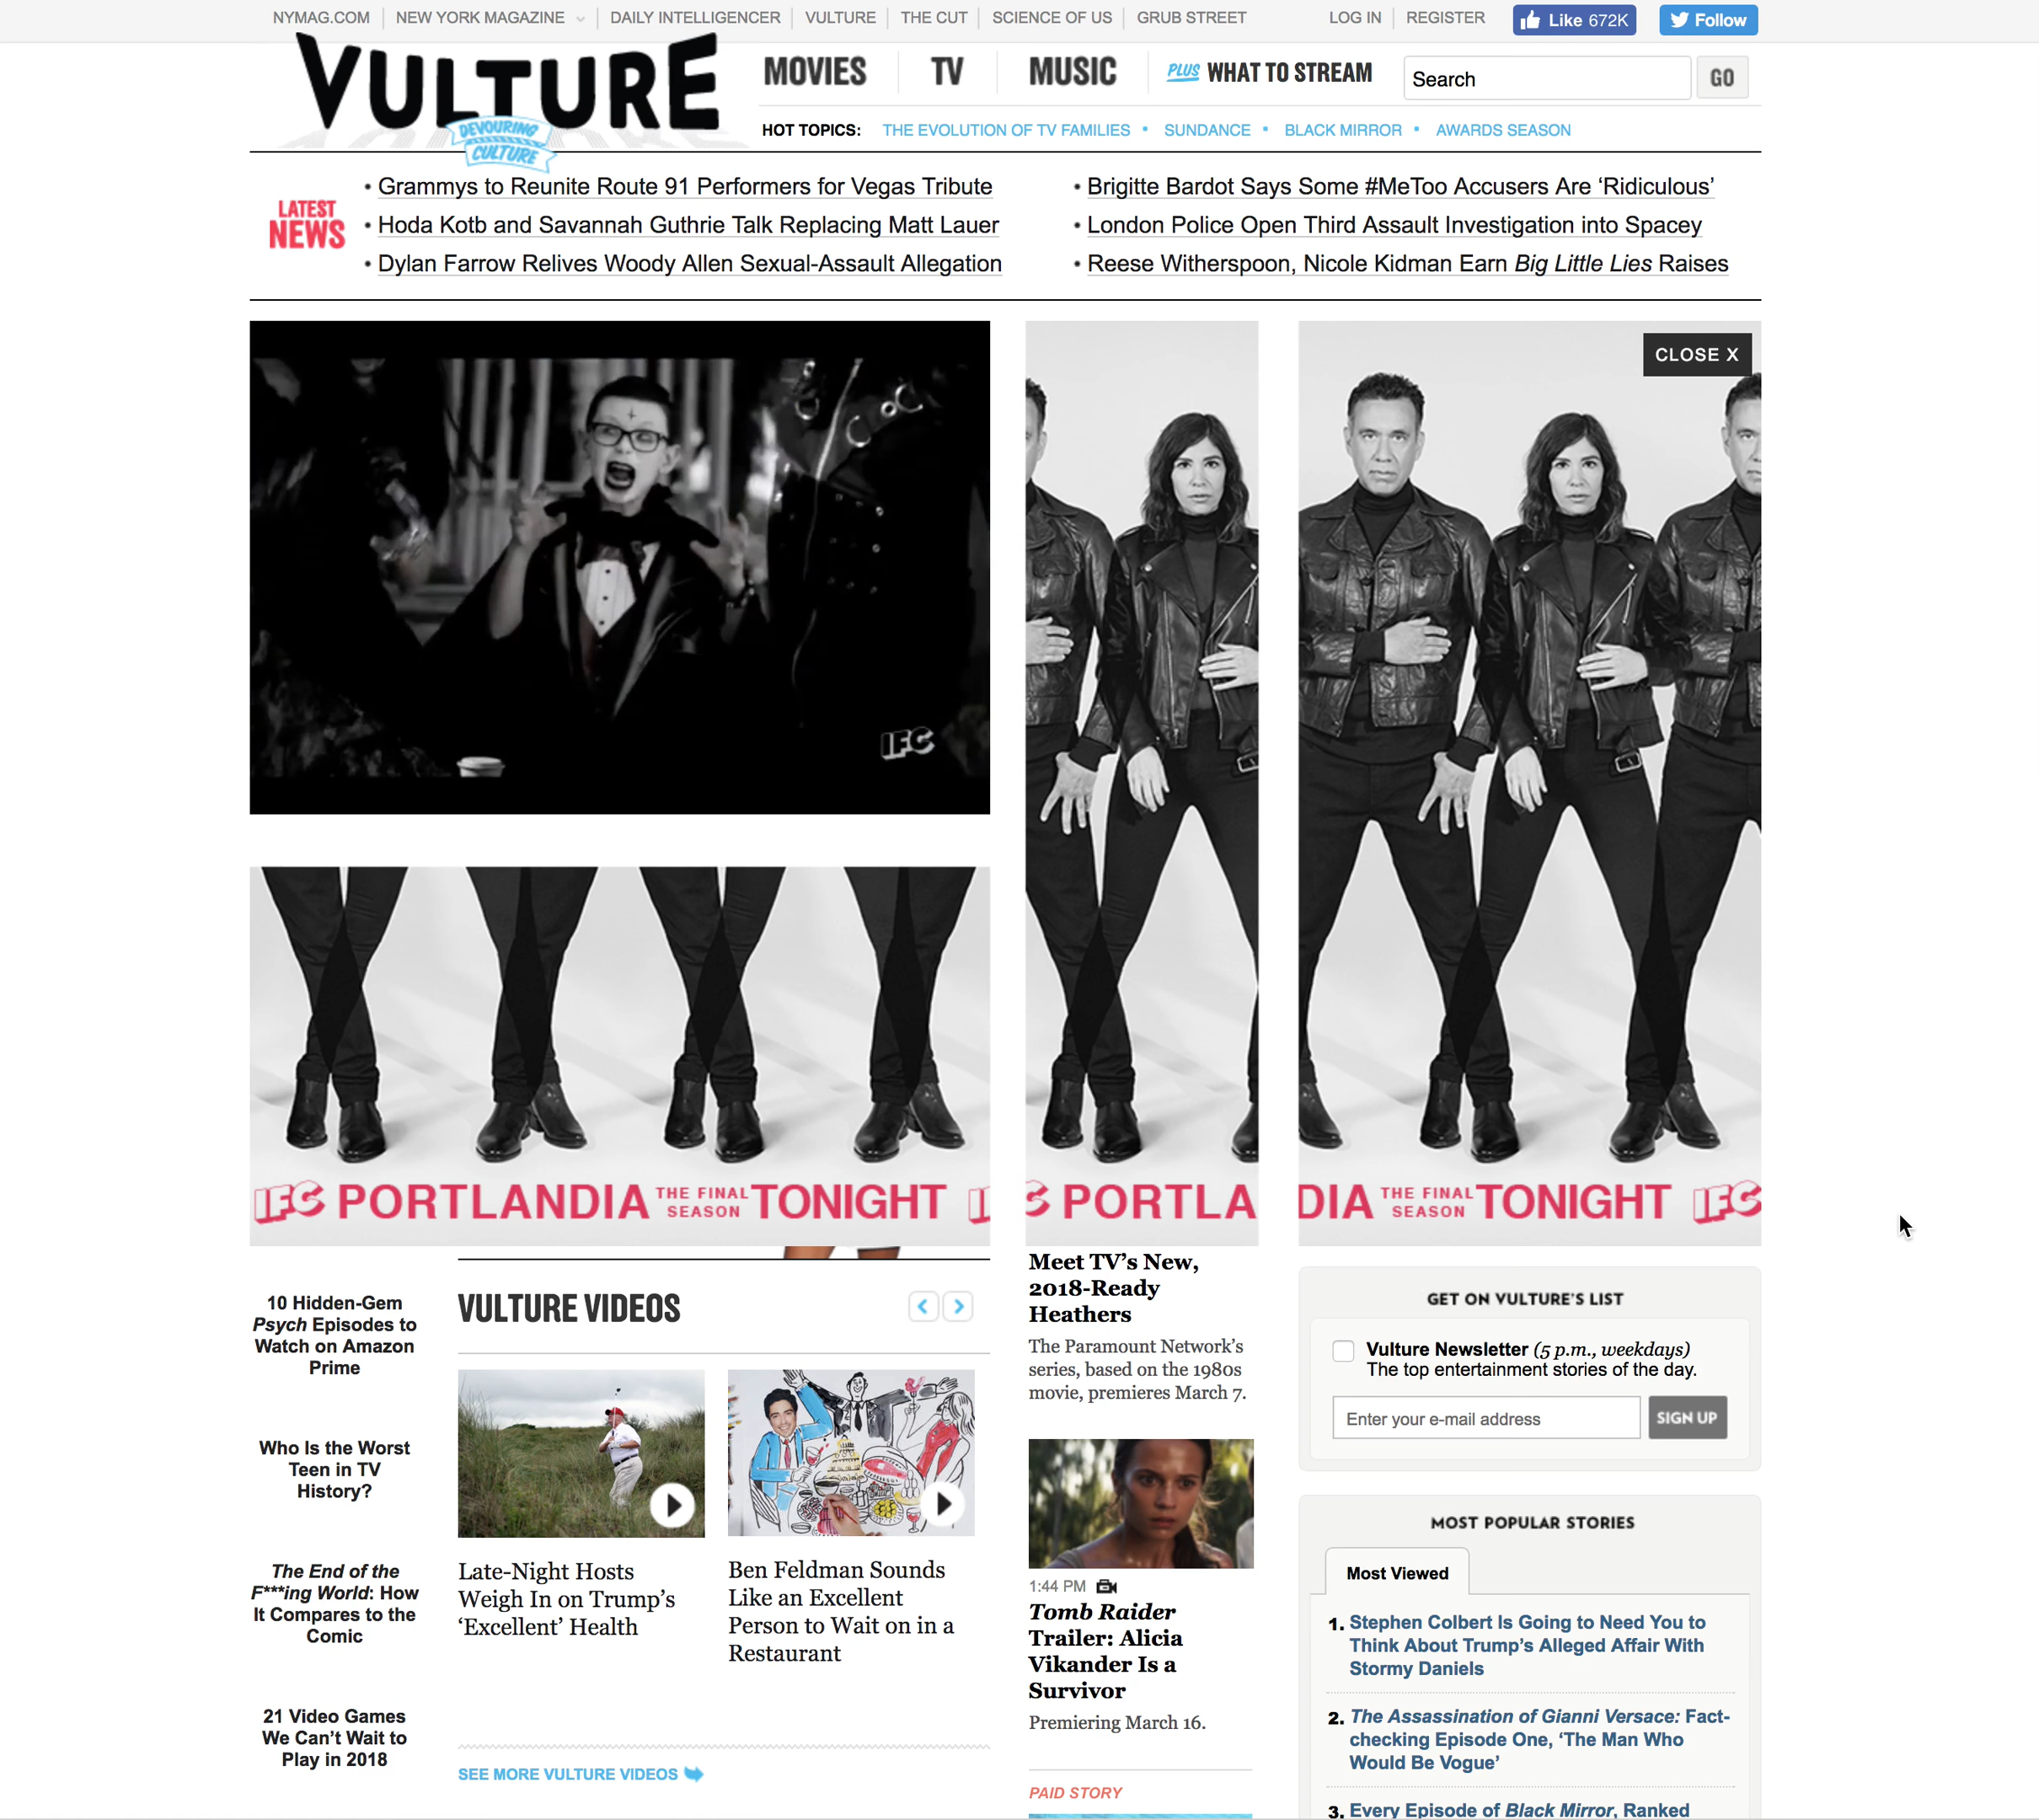 NYMAG.COM
NEW YORK MAGAZINE
DAILY INTELLIGENCER
VULTURE
THE CUT
SCIENCE OF US
GRUB STREET
LOG IN
REGISTER
Like 672K
Follow
VULTURE
DEVOURING
CULTURE
MOVIES
TV
MUSIC
PLUS WHAT TO STREAM
Search
GO
HOT TOPICS: THE EVOLUTION OF TV FAMILIES • SUNDANCE • BLACK MIRROR • AWARDS SEASON
LATEST
NEWS
• Grammys to Reunite Route 91 Performers for Vegas Tribute
• Hoda Kotb and Savannah Guthrie Talk Replacing Matt Lauer
• Dylan Farrow Relives Woody Allen Sexual-Assault Allegation
• Brigitte Bardot Says Some #MeToo Accusers Are ‘Ridiculous’
• London Police Open Third Assault Investigation into Spacey
• Reese Witherspoon, Nicole Kidman Earn Big Little Lies Raises
CLOSE X
IFC
IFC PORTLANDIA THE FINAL SEASON TONIGHT
C PORTLA
DIA THE FINAL SEASON TONIGHT IFC
10 Hidden-Gem
Psych Episodes to
Watch on Amazon
Prime
Who Is the Worst
Teen in TV
History?
The End of the
F***ing World: How
It Compares to the
Comic
21 Video Games
We Can’t Wait to
Play in 2018
VULTURE VIDEOS
Late-Night Hosts
Weigh In on Trump’s
‘Excellent’ Health
Ben Feldman Sounds
Like an Excellent
Person to Wait on in a
Restaurant
SEE MORE VULTURE VIDEOS
Meet TV’s New,
2018-Ready
Heathers
The Paramount Network’s
series, based on the 1980s
movie, premieres March 7.
1:44 PM
Tomb Raider
Trailer: Alicia
Vikander Is a
Survivor
Premiering March 16.
PAID STORY
GET ON VULTURE’S LIST
Vulture Newsletter (5 p.m., weekdays)
The top entertainment stories of the day.
Enter your e-mail address
SIGN UP
MOST POPULAR STORIES
Most Viewed
1. Stephen Colbert Is Going to Need You to
Think About Trump’s Alleged Affair With
Stormy Daniels
2. The Assassination of Gianni Versace: Fact-
checking Episode One, ‘The Man Who
Would Be Vogue’
3. Every Episode of Black Mirror, Ranked